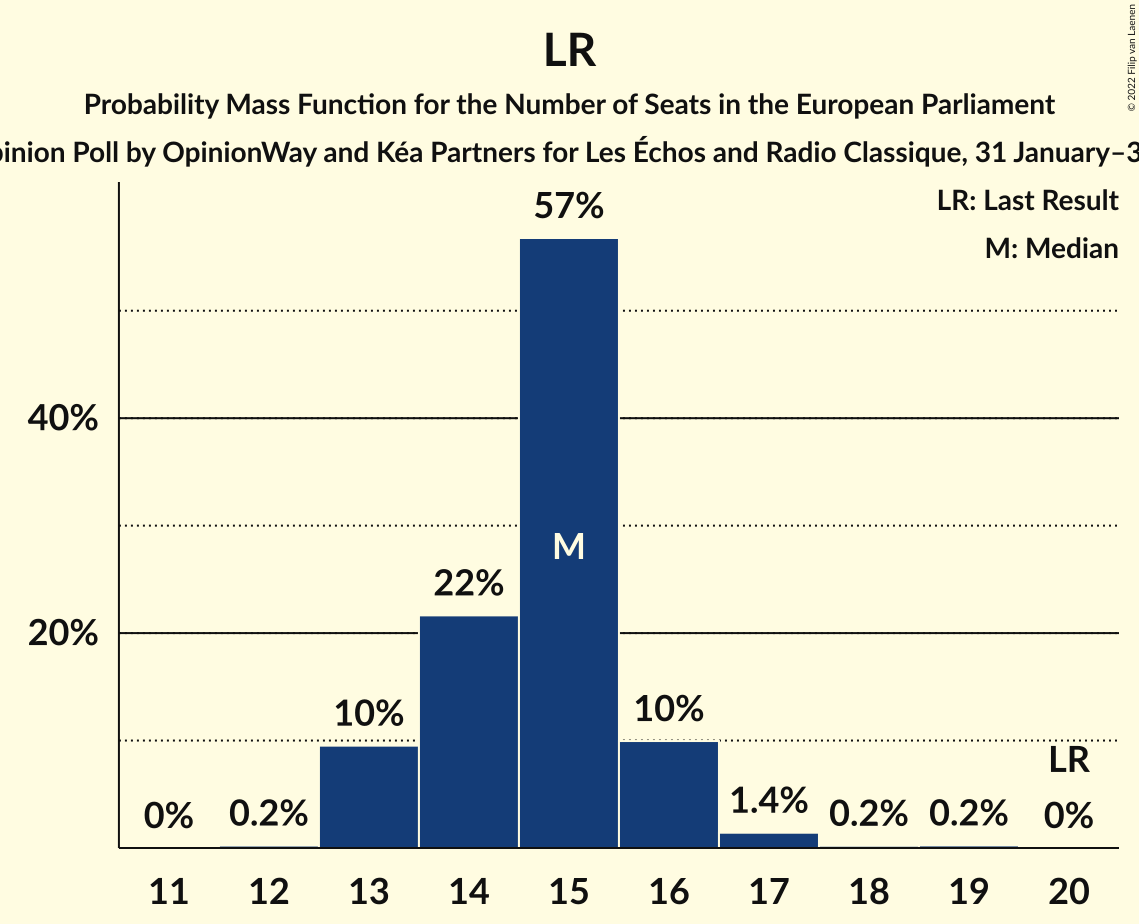 LR
Probability Mass Function for the Number of Seats in the European Parliament
pinion Poll by OpinionWay and Kéa Partners for Les Échos and Radio Classique, 31 January–3
© 2022 Filip van Laenen
LR: Last Result
M: Median
57%
40%
M
22%
20%
10%
10%
LR
0%
0.2%
1.4%
0.2%
0.2%
0%
11
12
13
14
15
16
17
18
19
20